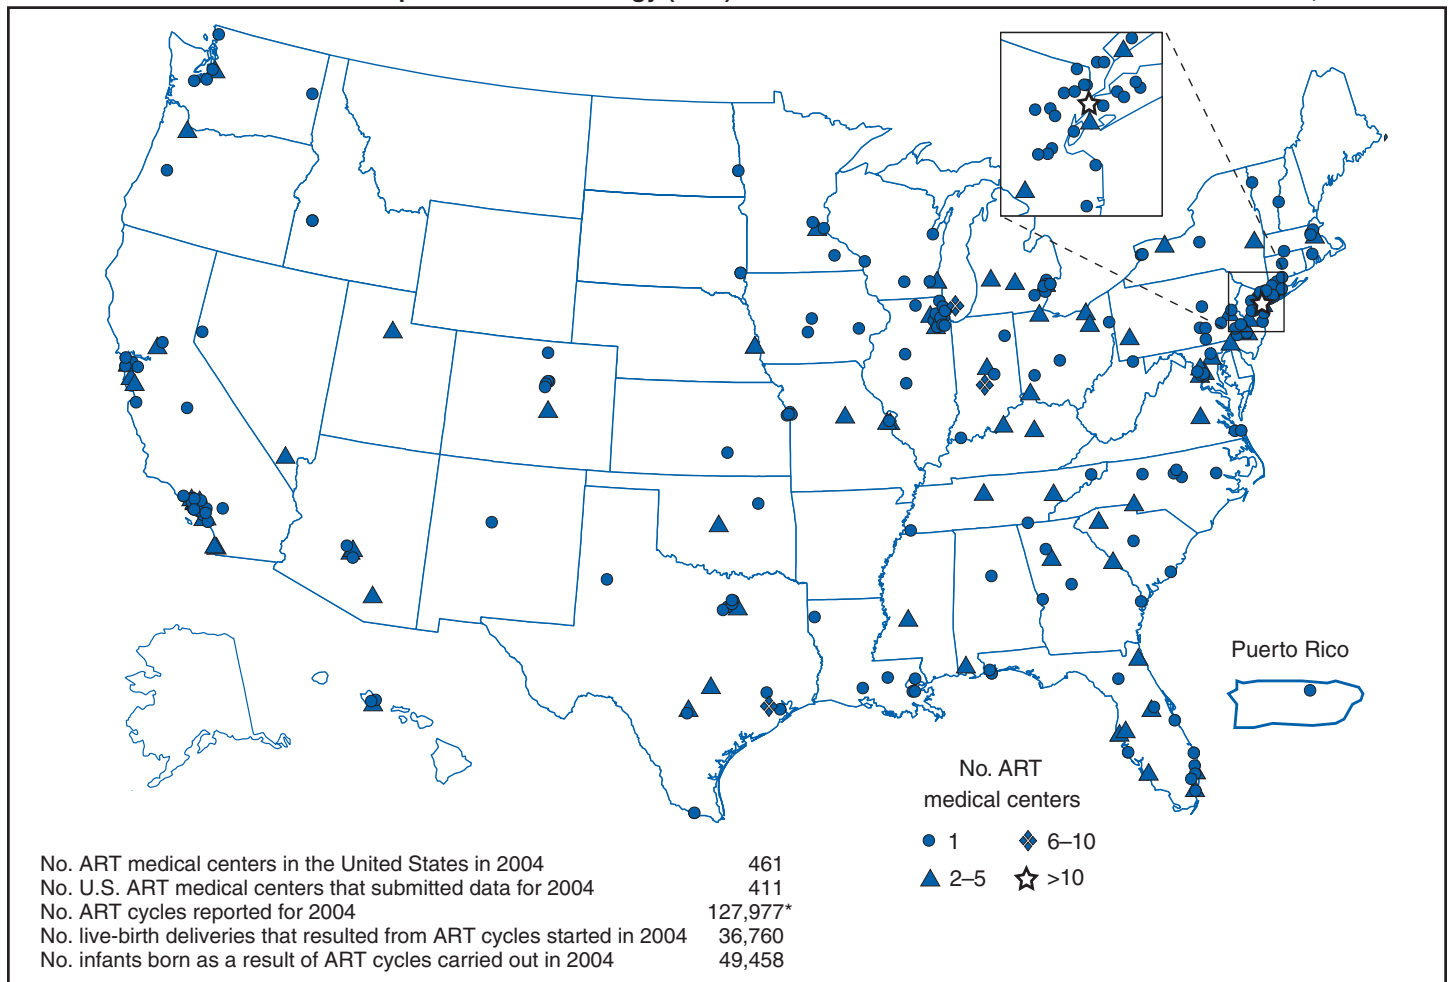 Puerto Rico
No. ART
medical centers
1
6–10
2–5
>10
No. ART medical centers in the United States in 2004 461
No. U.S. ART medical centers that submitted data for 2004 411
No. ART cycles reported for 2004 127,977*
No. live-birth deliveries that resulted from ART cycles started in 2004 36,760
No. infants born as a result of ART cycles carried out in 2004 49,458